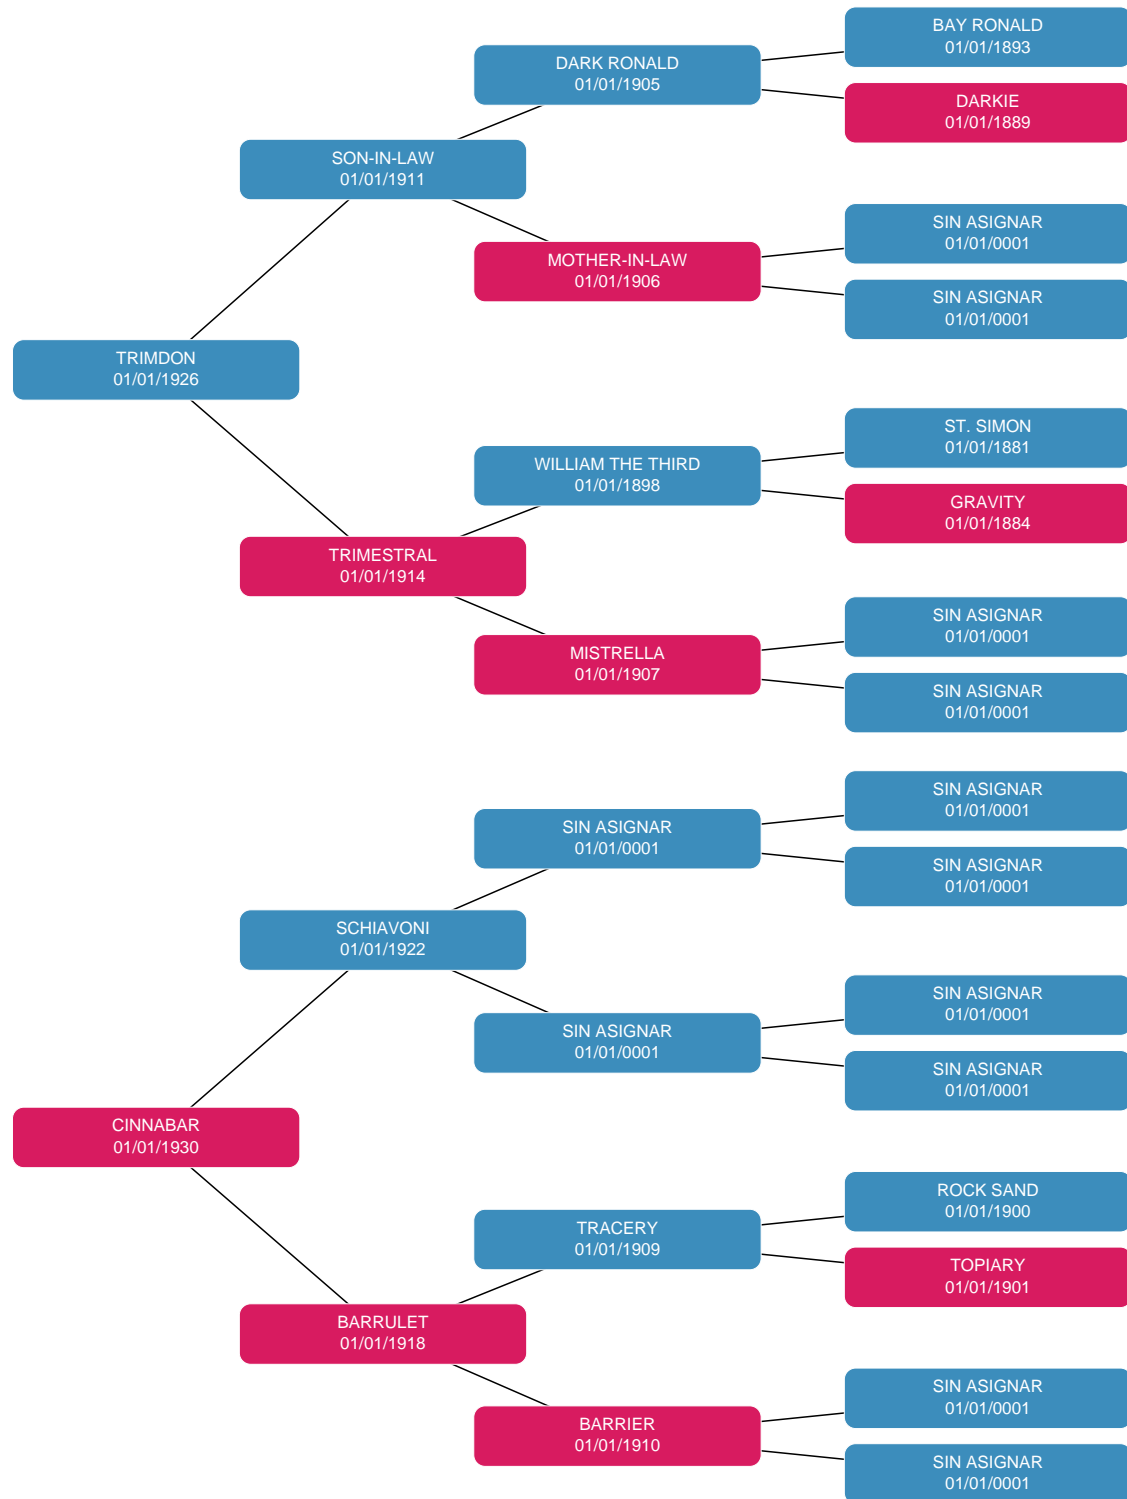 BAY RONALD
01/01/1893
DARK RONALD
01/01/1905
DARKIE
01/01/1889
SON-IN-LAW
01/01/1911
SIN ASIGNAR
01/01/0001
MOTHER-IN-LAW
01/01/1906
SIN ASIGNAR
01/01/0001
TRIMDON
01/01/1926
ST. SIMON
01/01/1881
WILLIAM THE THIRD
01/01/1898
GRAVITY
01/01/1884
TRIMESTRAL
01/01/1914
SIN ASIGNAR
01/01/0001
MISTRELLA
01/01/1907
SIN ASIGNAR
01/01/0001
SIN ASIGNAR
01/01/0001
SIN ASIGNAR
01/01/0001
SIN ASIGNAR
01/01/0001
SCHIAVONI
01/01/1922
SIN ASIGNAR
01/01/0001
SIN ASIGNAR
01/01/0001
SIN ASIGNAR
01/01/0001
CINNABAR
01/01/1930
ROCK SAND
01/01/1900
TRACERY
01/01/1909
TOPIARY
01/01/1901
BARRULET
01/01/1918
SIN ASIGNAR
01/01/0001
BARRIER
01/01/1910
SIN ASIGNAR
01/01/0001